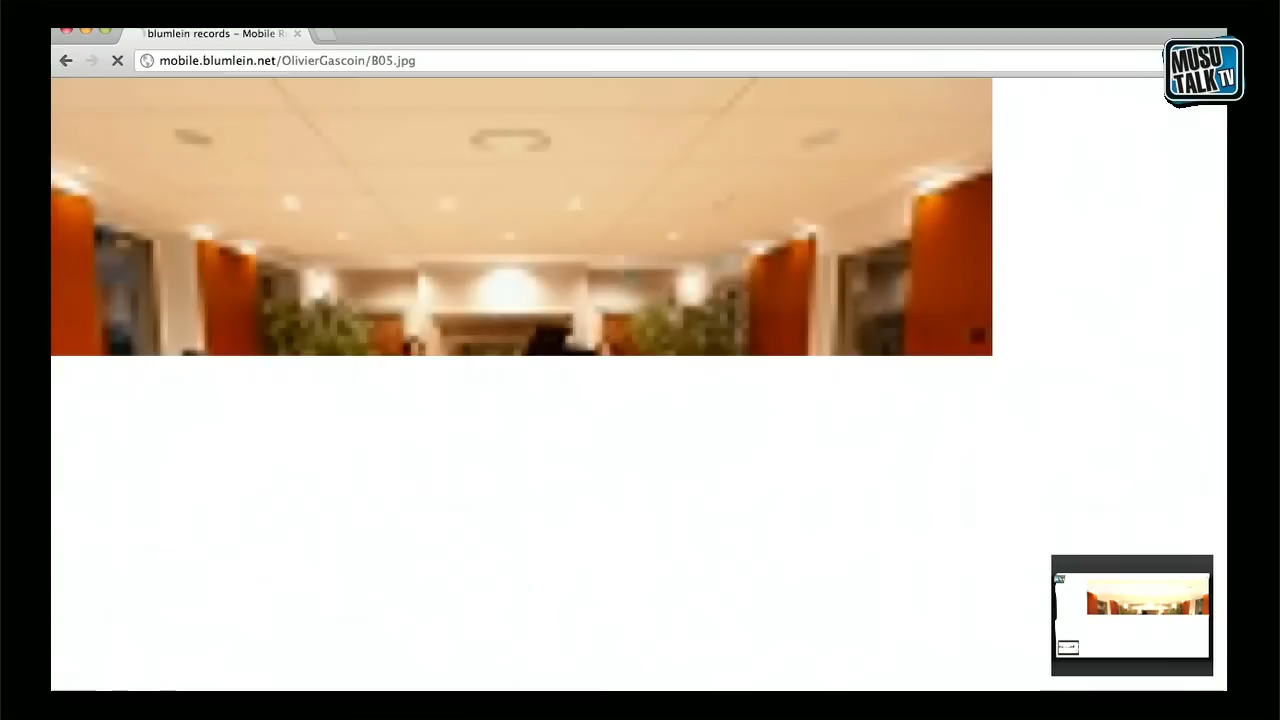 blumlein records – Mobile R
mobile.blumlein.net/OlivierGascoin/B05.jpg
MUSU
TALK TV